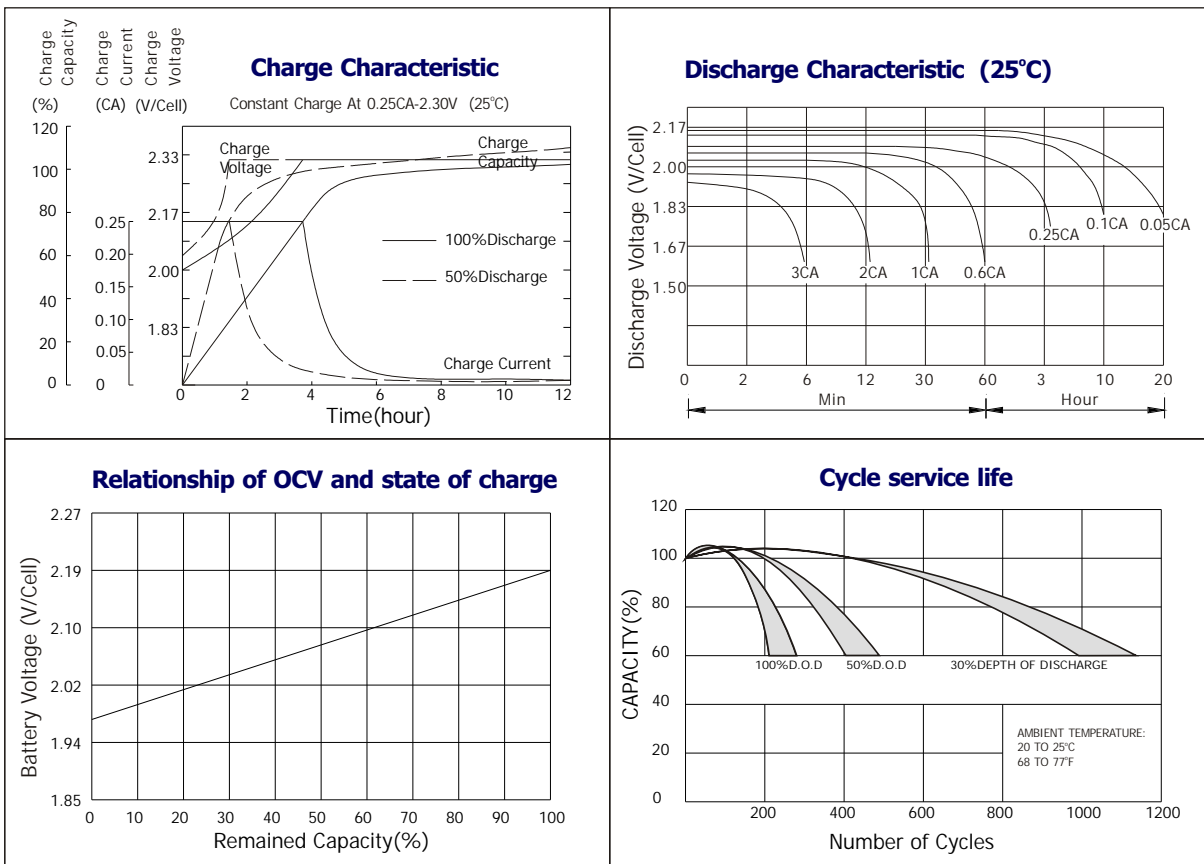 Charge Characteristic
Constant Charge At 0.25CA-2.30V (25°C)
Charge Capacity
Charge Current
Charge Voltage
(%)
(CA)
(V/Cell)
120
100
80
60
40
20
0
0.25
0.20
0.15
0.10
0.05
0
2.33
2.17
2.00
1.83
Charge Voltage
Charge Capacity
100%Discharge
50%Discharge
Charge Current
0 2 4 6 8 10 12
Time(hour)
Discharge Characteristic (25°C)
Discharge Voltage (V/Cell)
2.17
2.00
1.83
1.67
1.50
3CA 2CA 1CA 0.6CA 0.25CA 0.1CA 0.05CA
0 2 6 12 30 60 3 10 20
Min Hour
Relationship of OCV and state of charge
Battery Voltage (V/Cell)
2.27
2.19
2.10
2.02
1.94
1.85
0 10 20 30 40 50 60 70 80 90 100
Remained Capacity(%)
Cycle service life
CAPACITY(%)
120
100
80
60
40
20
0
100%D.O.D 50%D.O.D 30%DEPTH OF DISCHARGE
AMBIENT TEMPERATURE:
20 TO 25°C
68 TO 77°F
200 400 600 800 1000 1200
Number of Cycles